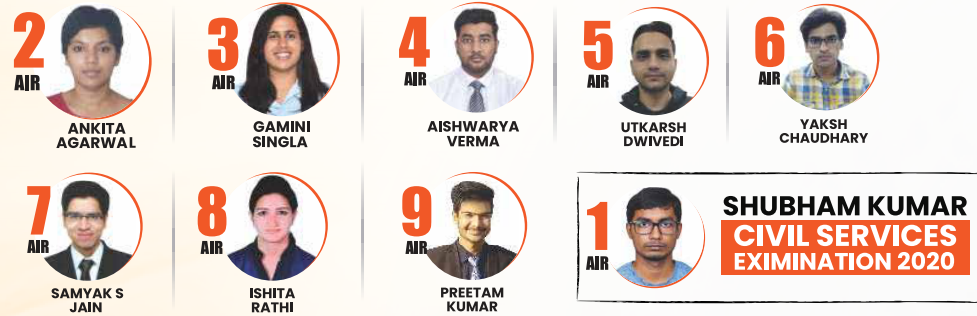 2
AIR
ANKITA
AGARWAL
3
AIR
GAMINI
SINGLA
4
AIR
AISHWARYA
VERMA
5
AIR
UTKARSH
DWIVEDI
6
AIR
YAKSH
CHAUDHARY
7
AIR
SAMYAK S
JAIN
8
AIR
ISHITA
RATHI
9
AIR
PREETAM
KUMAR
1
AIR
SHUBHAM KUMAR
CIVIL SERVICES
EXIMINATION 2020